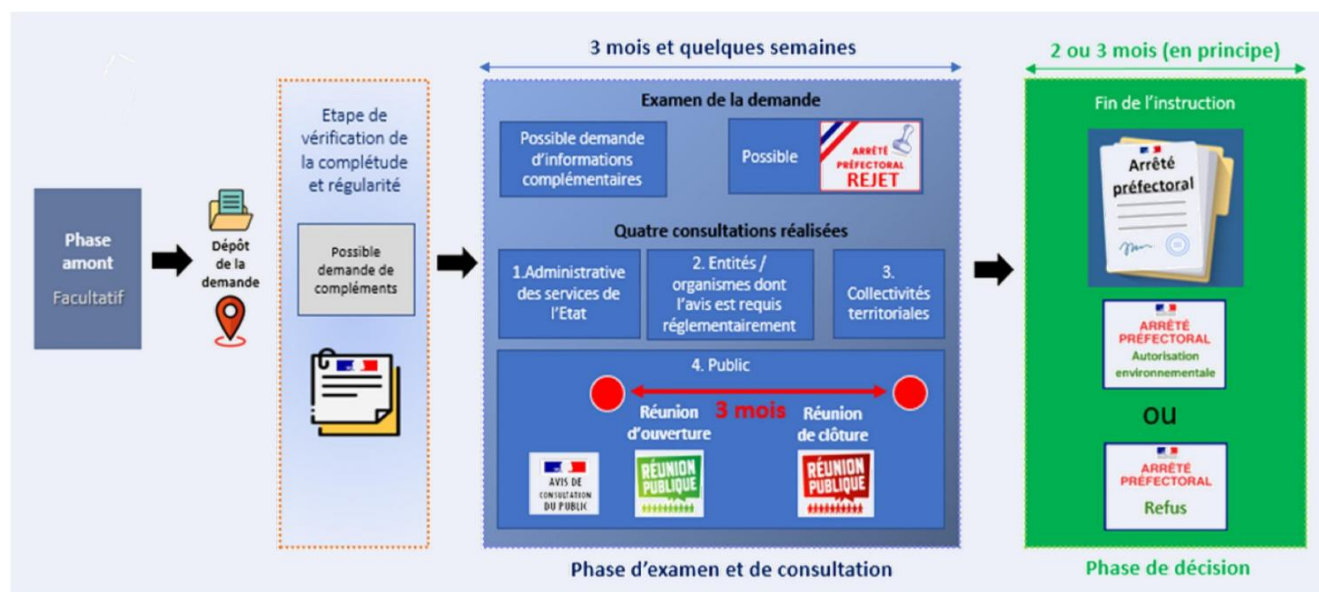 Phase
amont
Facultatif
Dépôt
de la
demande
Etape de
vérification de
la complétude
et régularité
Possible
demande de
compléments
3 mois et quelques semaines
Examen de la demande
Possible demande
d'informations
complémentaires
Possible
ARRÊTÉ
PRÉFECTORAL
REJET
Quatre consultations réalisées
1.Administrative
des services de
l'Etat
2. Entités /
organismes dont
l'avis est requis
réglementairement
3.
Collectivités
territoriales
4. Public
3 mois
Réunion
d'ouverture
Réunion
de clôture
AVIS DE
CONSULTATION
DU PUBLIC
RÉUNION
PUBLIQUE
RÉUNION
PUBLIQUE
Phase d'examen et de consultation
2 ou 3 mois (en principe)
Fin de l'instruction
Arrêté
préfectoral
ARRÊTÉ
PRÉFECTORAL
Autorisation
environnementale
ou
ARRÊTÉ
PRÉFECTORAL
Refus
Phase de décision